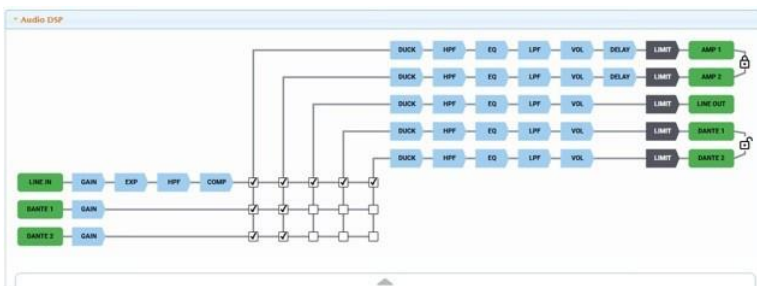 Audio DSP
DUCK HPF EQ LPF VOL DELAY LIMIT AMP 1
DUCK HPF EQ LPF VOL DELAY LIMIT AMP 2
DUCK HPF EQ LPF VOL LIMIT LINE OUT
DUCK HPF EQ LPF VOL LIMIT DANTE 1
DUCK HPF EQ LPF VOL LIMIT DANTE 2
LINE IN GAIN EXP HPF COMP
DANTE 1 GAIN
DANTE 2 GAIN